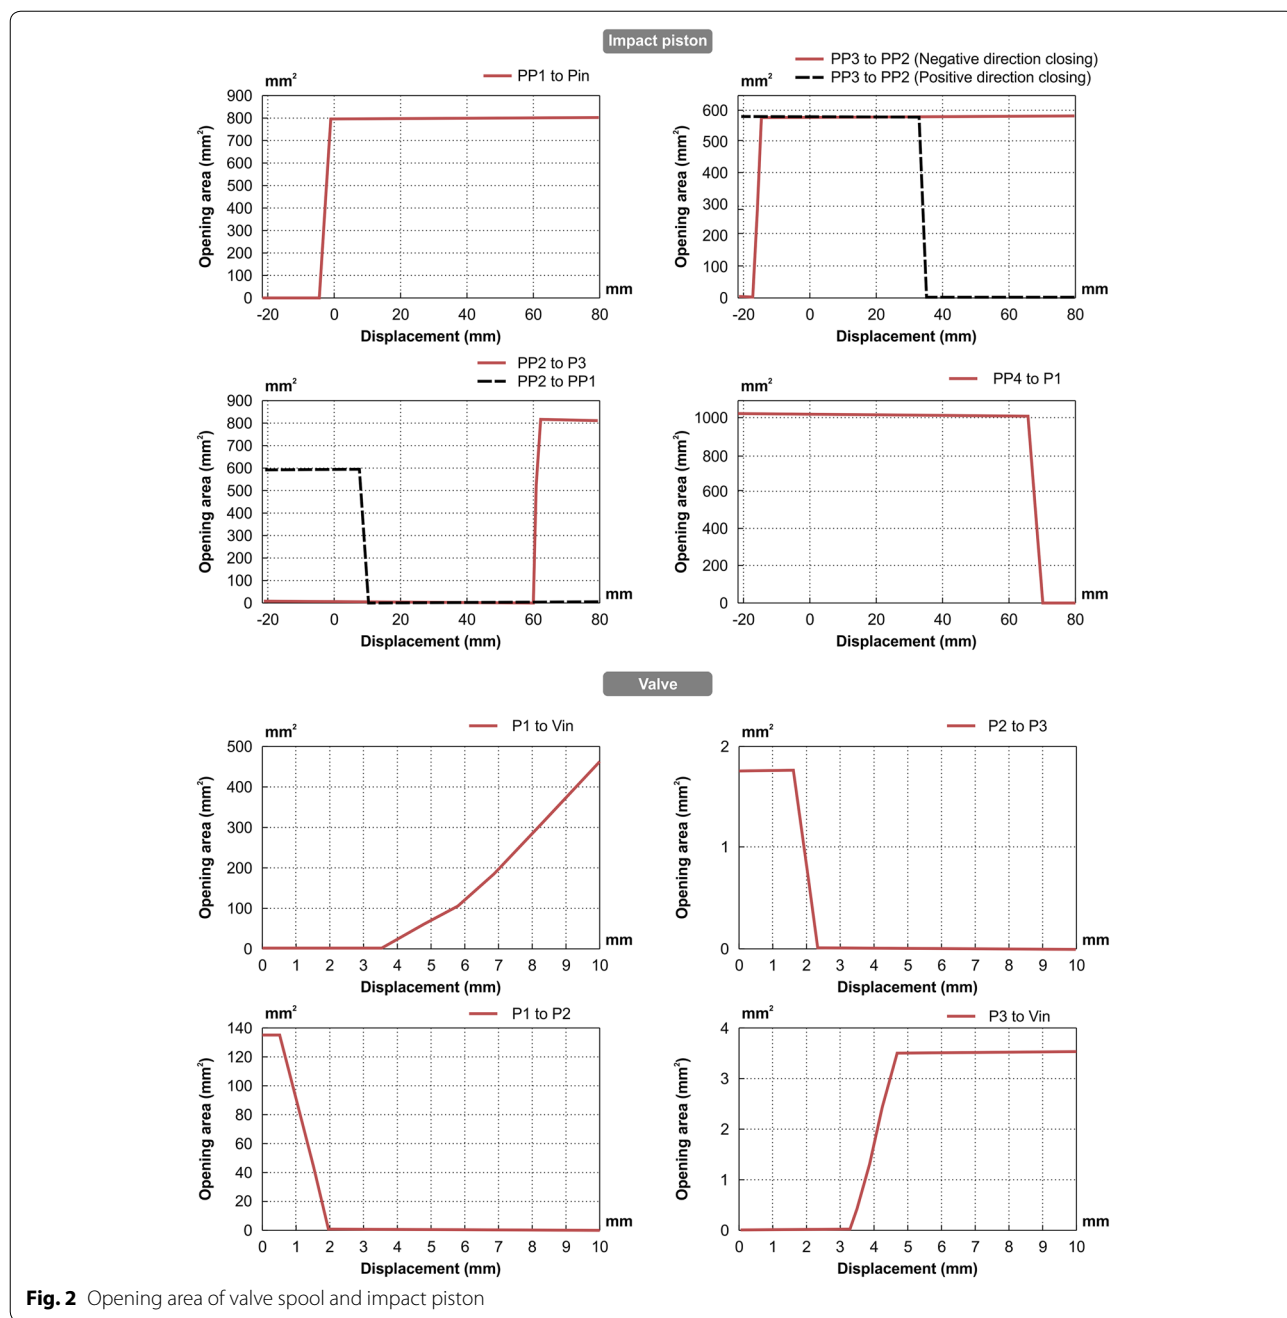 Impact piston
PP1 to Pin
mm²
Opening area (mm²)
900
800
700
600
500
400
300
200
100
0
-20 0 20 40 60 80
mm
Displacement (mm)
PP3 to PP2 (Negative direction closing)
PP3 to PP2 (Positive direction closing)
mm²
Opening area (mm²)
600
500
400
300
200
100
0
-20 0 20 40 60 80
mm
Displacement (mm)
PP2 to P3
PP2 to PP1
mm²
Opening area (mm²)
900
800
700
600
500
400
300
200
100
0
-20 0 20 40 60 80
mm
Displacement (mm)
PP4 to P1
mm²
Opening area (mm²)
1000
800
600
400
200
0
-20 0 20 40 60 80
mm
Displacement (mm)
Valve
P1 to Vin
mm²
Opening area (mm²)
500
400
300
200
100
0
0 1 2 3 4 5 6 7 8 9 10
mm
Displacement (mm)
P2 to P3
mm²
Opening area (mm²)
2
1
0
0 1 2 3 4 5 6 7 8 9 10
mm
Displacement (mm)
P1 to P2
mm²
Opening area (mm²)
140
120
100
80
60
40
20
0
0 1 2 3 4 5 6 7 8 9 10
mm
Displacement (mm)
P3 to Vin
mm²
Opening area (mm²)
4
3
2
1
0
0 1 2 3 4 5 6 7 8 9 10
mm
Displacement (mm)
Fig. 2 Opening area of valve spool and impact piston